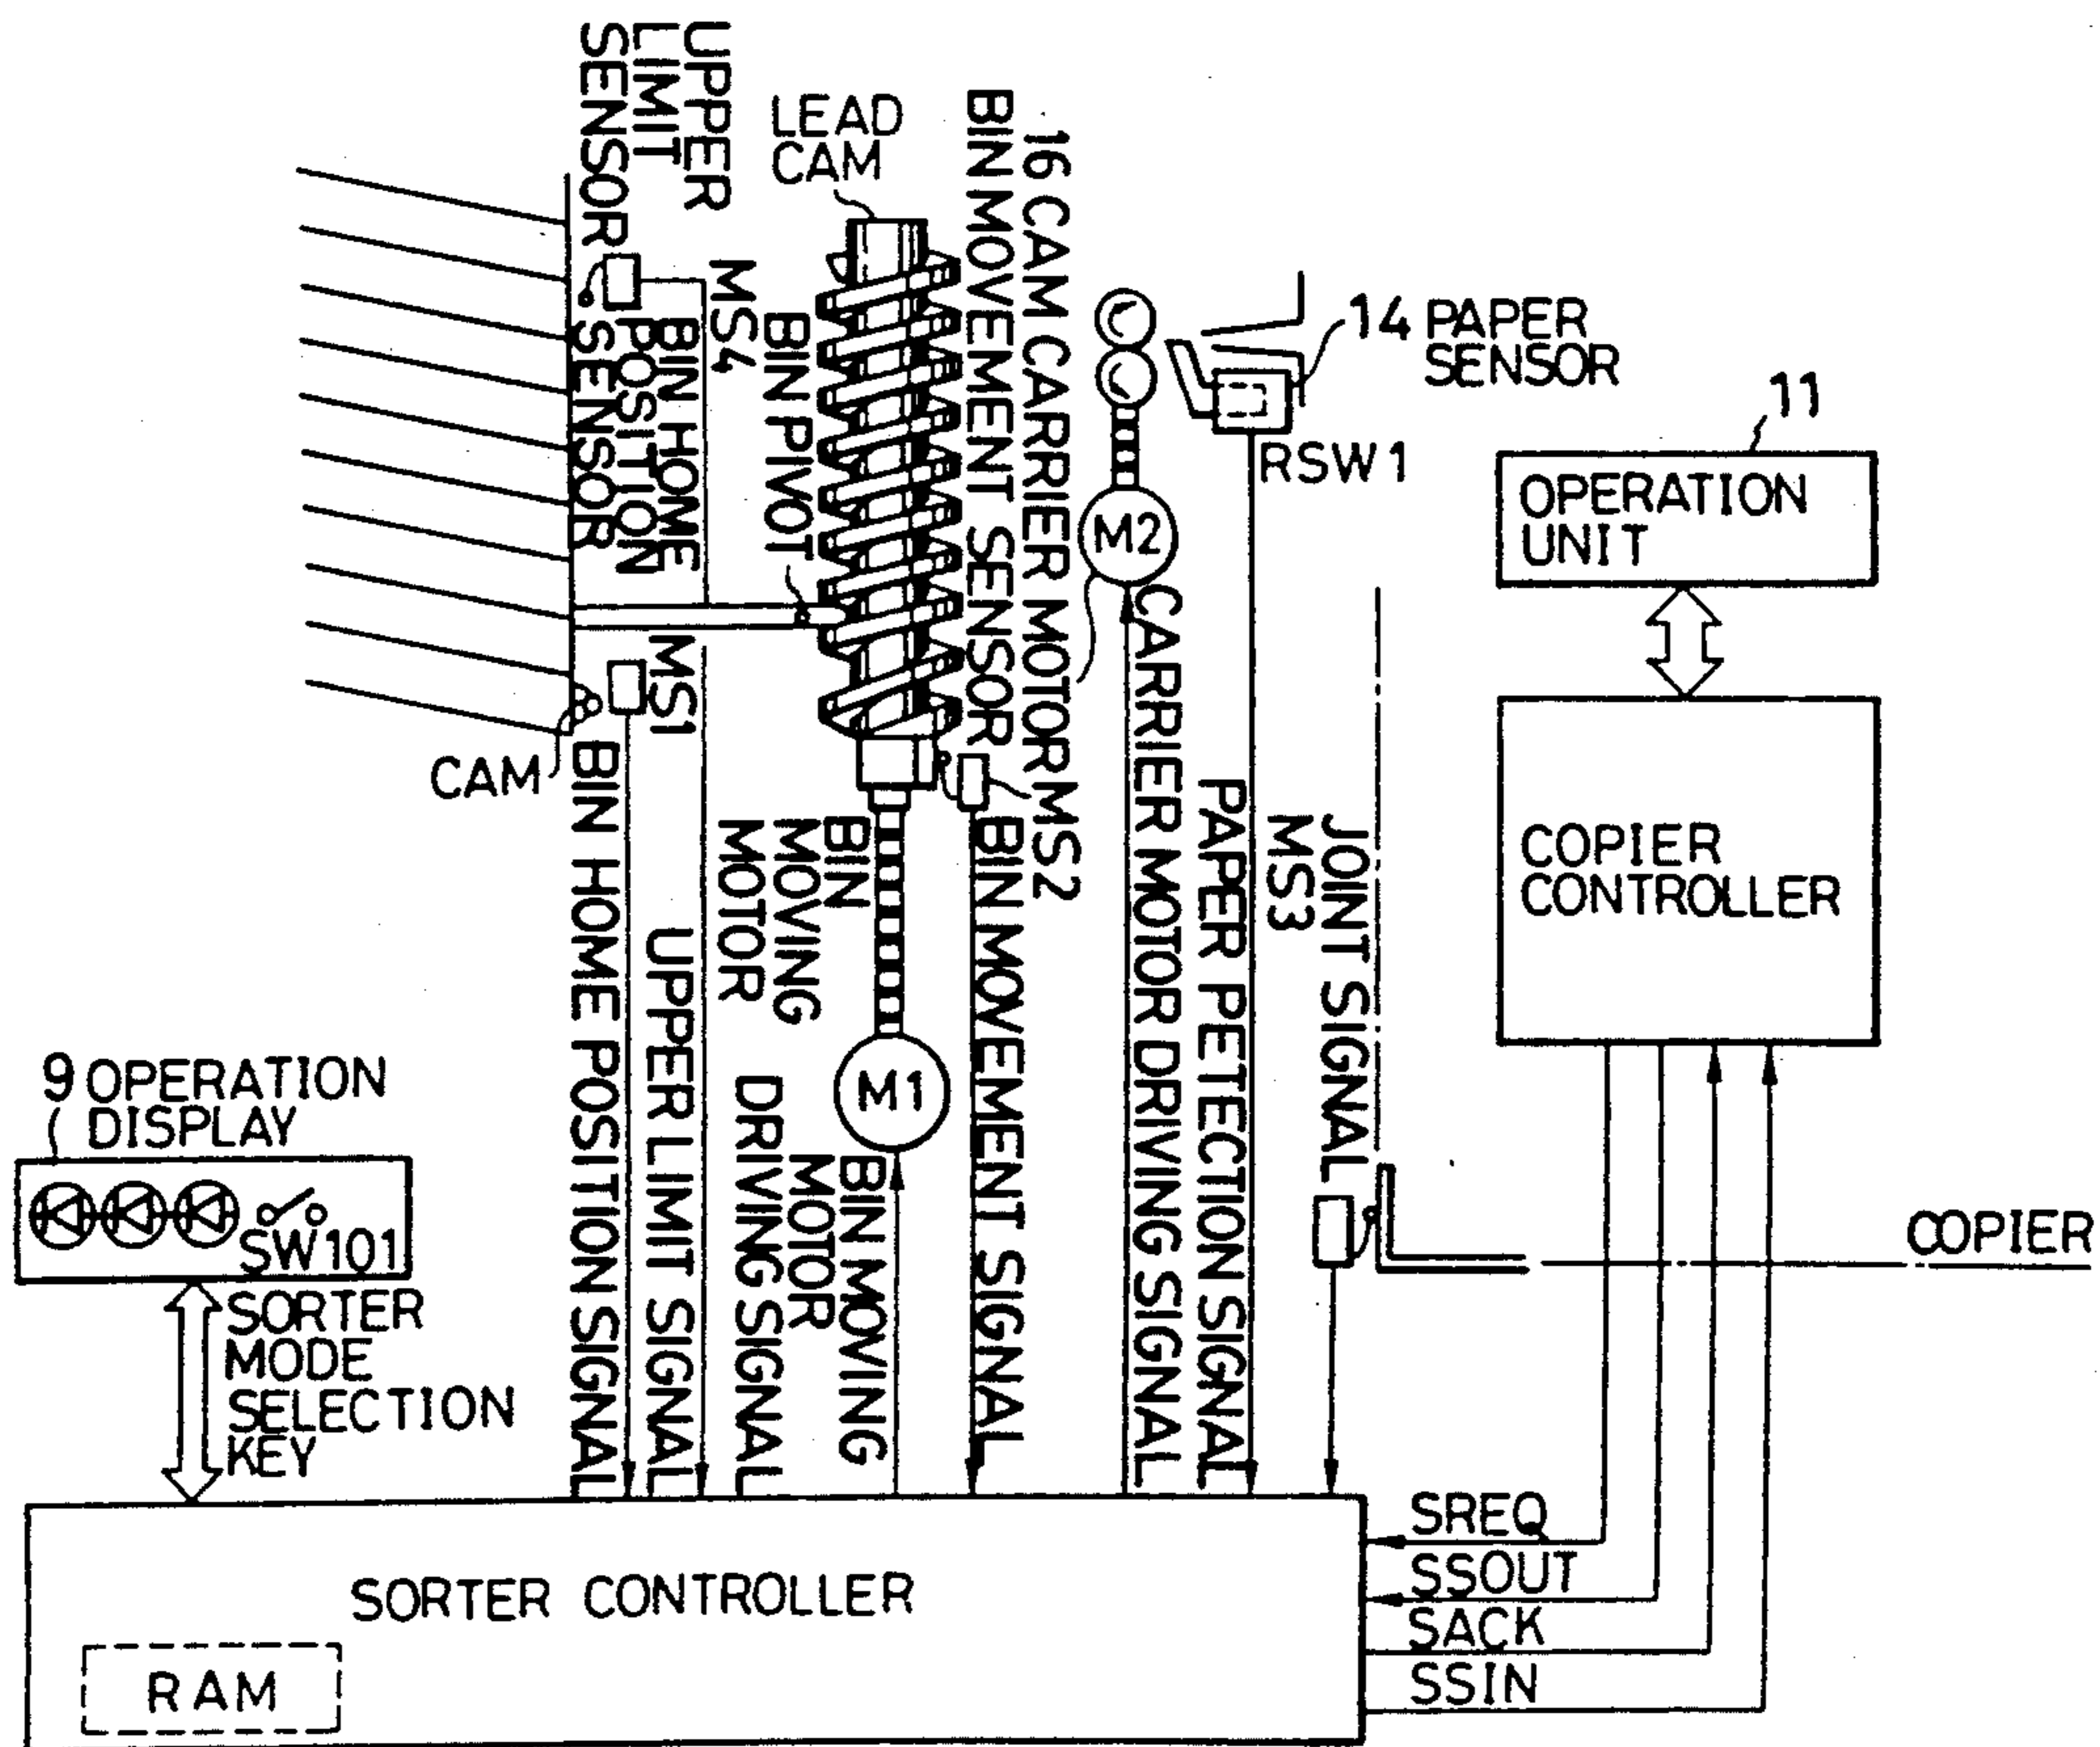 UPPER
LIMIT
SENSOR
LEAD
CAM
16 CAM CARRIER MOTOR
BIN MOVEMENT SENSOR
MS4
BIN HOME
POSITION
SENSOR
BIN PIVOT
14 PAPER
SENSOR
RSW1
11
OPERATION
UNIT
M2
MS1
CAM
MS2
COPIER
CONTROLLER
BIN
MOVING
MOTOR
M1
MS3
JOINT SIGNAL
BIN HOME POSITION SIGNAL
UPPER LIMIT SIGNAL
BIN MOVING
MOTOR
DRIVING SIGNAL
BIN MOVEMENT SIGNAL
CARRIER MOTOR DRIVING SIGNAL
PAPER PETECTION SIGNAL
9 OPERATION
DISPLAY
SW101
SORTER
MODE
SELECTION
KEY
COPIER
SREQ
SSOUT
SACK
SSIN
SORTER CONTROLLER
RAM